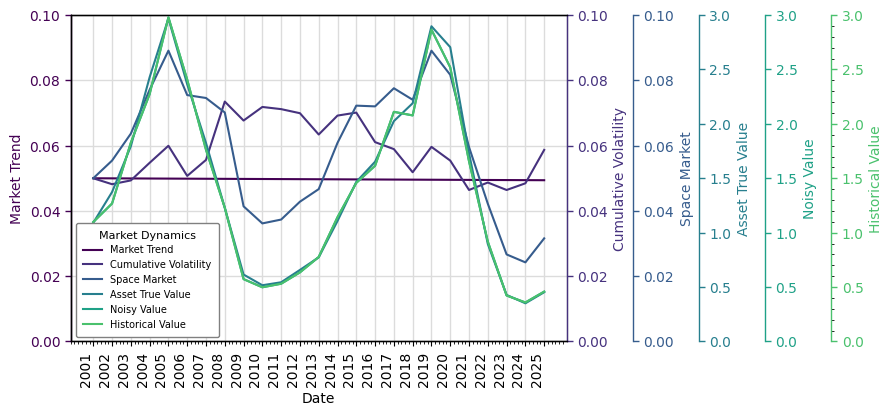 0.10 0.10 0.10 3.0 3.0 3.0
0.08 0.08 0.08 2.5 2.5 2.5
0.06 0.06 0.06 2.0 2.0 2.0
0.04 0.04 0.04 1.5 1.5 1.5
0.02 0.02 0.02 1.0 1.0 1.0
0.00 0.00 0.00 0.5 0.5 0.5
0.0 0.0 0.0
Market Trend
Cumulative Volatility
Space Market
Asset True Value
Noisy Value
Historical Value
Market Dynamics
Market Trend
Cumulative Volatility
Space Market
Asset True Value
Noisy Value
Historical Value
2001 2002 2003 2004 2005 2006 2007 2008 2009 2010 2011 2012 2013 2014 2015 2016 2017 2018 2019 2020 2021 2022 2023 2024 2025
Date